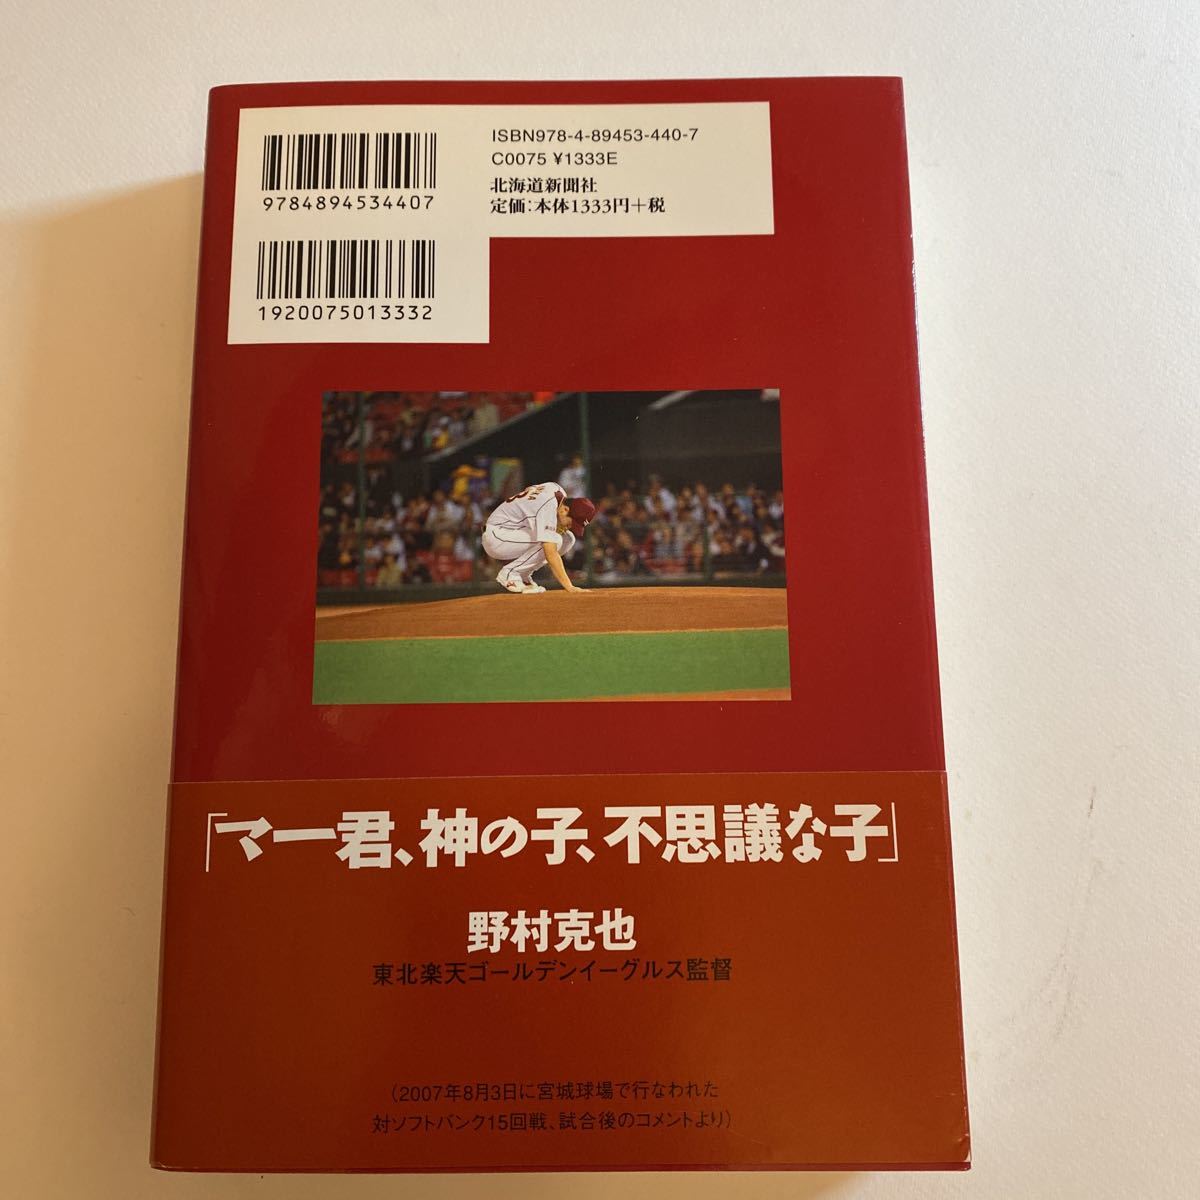 ISBN978-4-89453-440-7
C0075 ¥1333E
北海道新聞社
定価:本体1333円+税
9784894534407
1920075013332
「マー君、神の子、不思議な子」
野村克也
東北楽天ゴールデンイーグルス監督
(2007年8月3日に宮城球場で行なわれた
対ソフトバンク15回戦、試合後のコメントより)